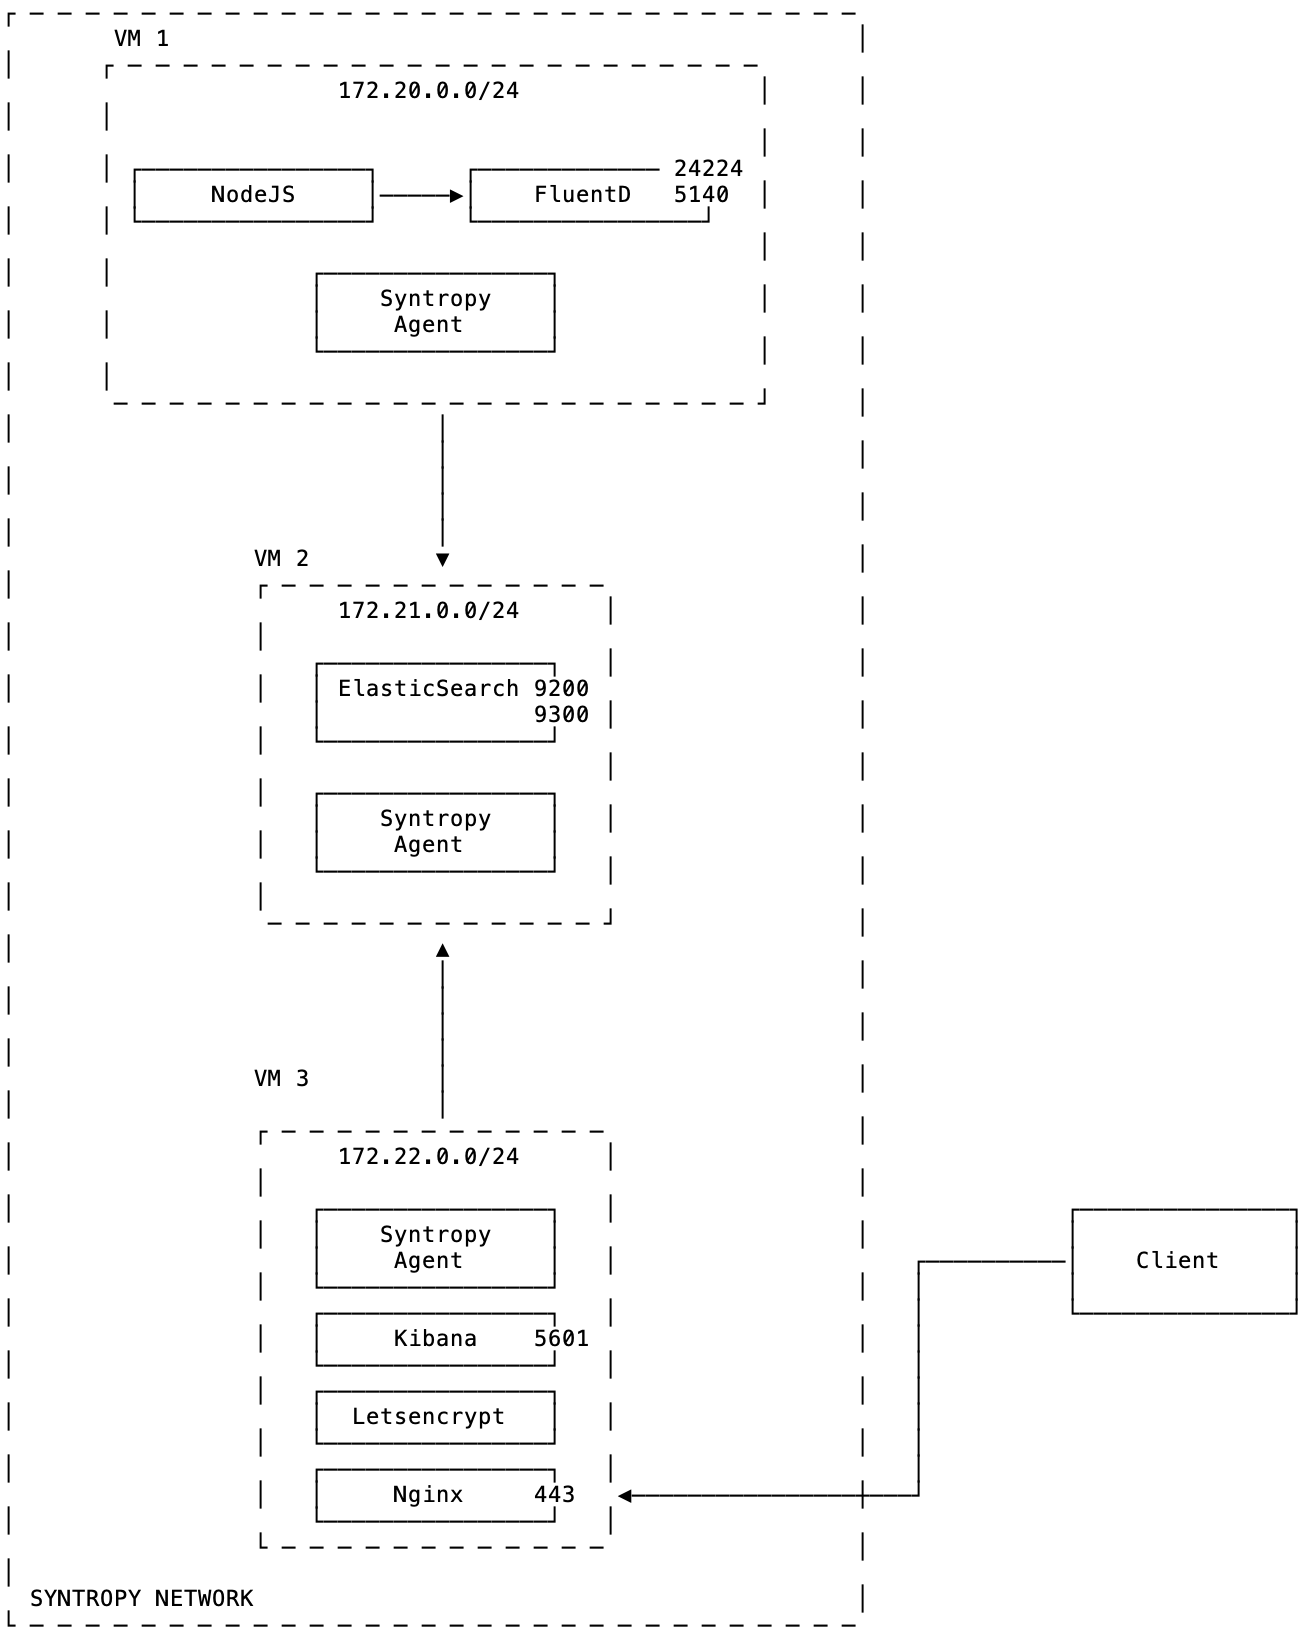 VM 1
172.20.0.0/24
24224
NodeJS FluentD 5140
Syntropy
Agent
VM 2
172.21.0.0/24
ElasticSearch 9200
9300
Syntropy
Agent
VM 3
172.22.0.0/24
Syntropy
Agent
Client
Kibana 5601
Letsencrypt
Nginx 443
SYNTROPY NETWORK